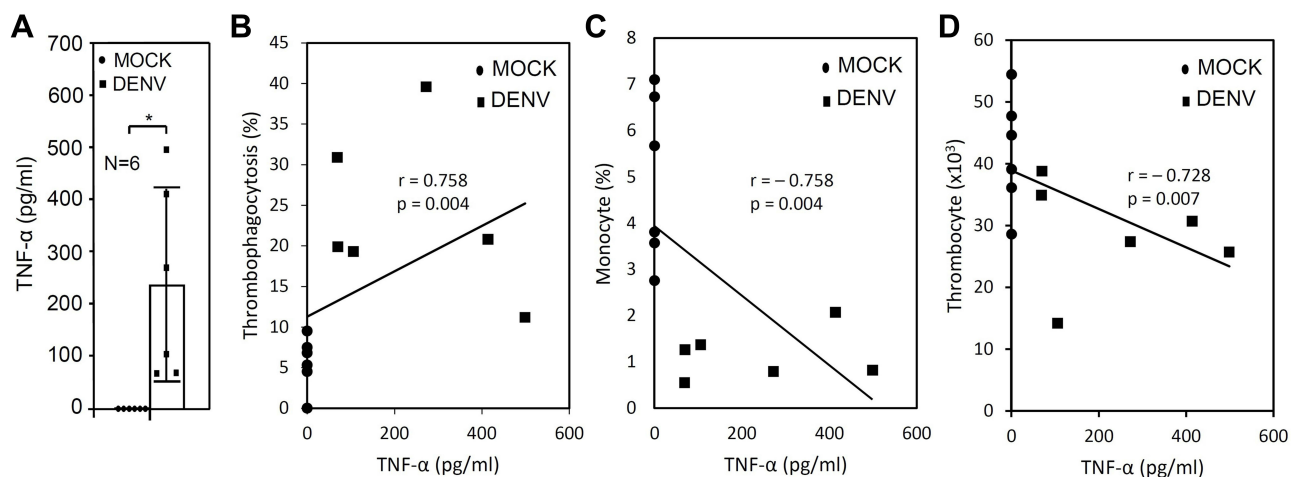 A
TNF-α (pg/ml)
700
600
500
400
300
200
100
0
MOCK
DENV
*
N=6
B
Thrombophagocytosis (%)
45
40
35
30
25
20
15
10
5
0
MOCK
DENV
r = 0.758
p = 0.004
0 200 400 600
TNF-α (pg/ml)
C
Monocyte (%)
8
7
6
5
4
3
2
1
0
MOCK
DENV
r = − 0.758
p = 0.004
0 200 400 600
TNF-α (pg/ml)
D
Thrombocyte (x10³)
60
50
40
30
20
10
0
MOCK
DENV
r = − 0.728
p = 0.007
0 200 400 600
TNF-α (pg/ml)